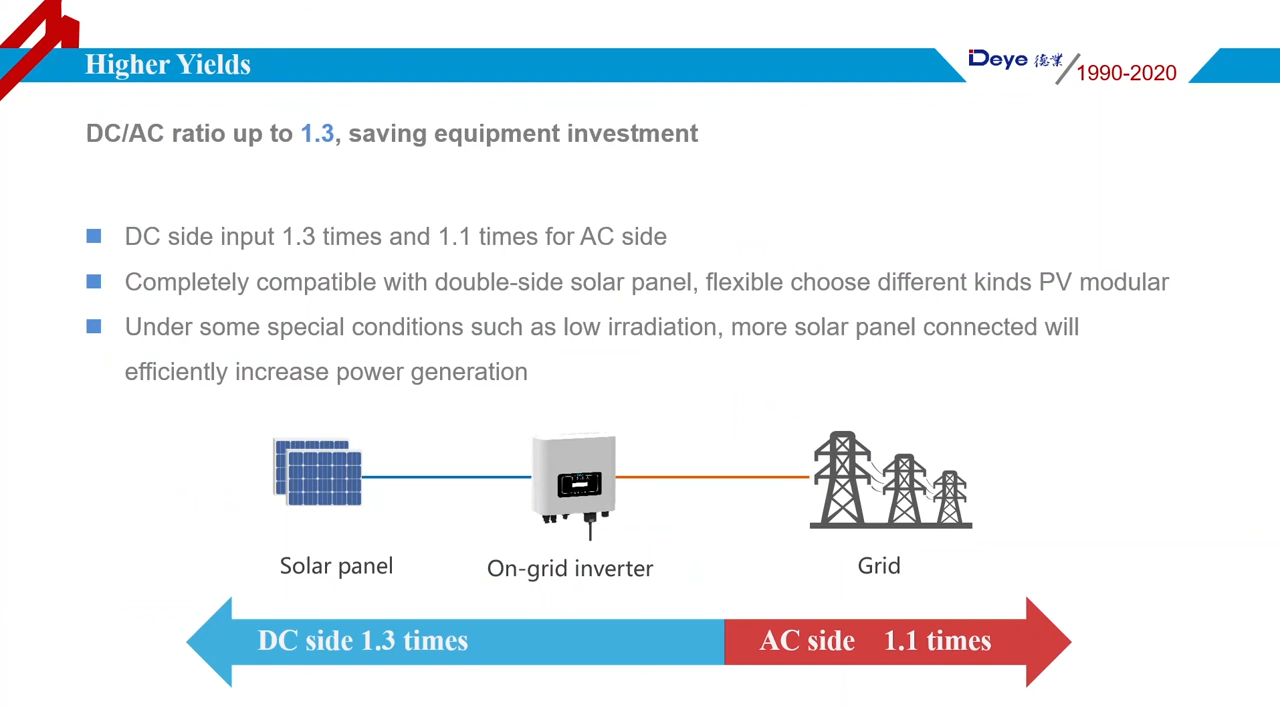 Higher Yields
Deye 德業
1990-2020
DC/AC ratio up to 1.3, saving equipment investment
DC side input 1.3 times and 1.1 times for AC side
Completely compatible with double-side solar panel, flexible choose different kinds PV modular
Under some special conditions such as low irradiation, more solar panel connected will
efficiently increase power generation
Solar panel
On-grid inverter
Grid
DC side 1.3 times
AC side 1.1 times